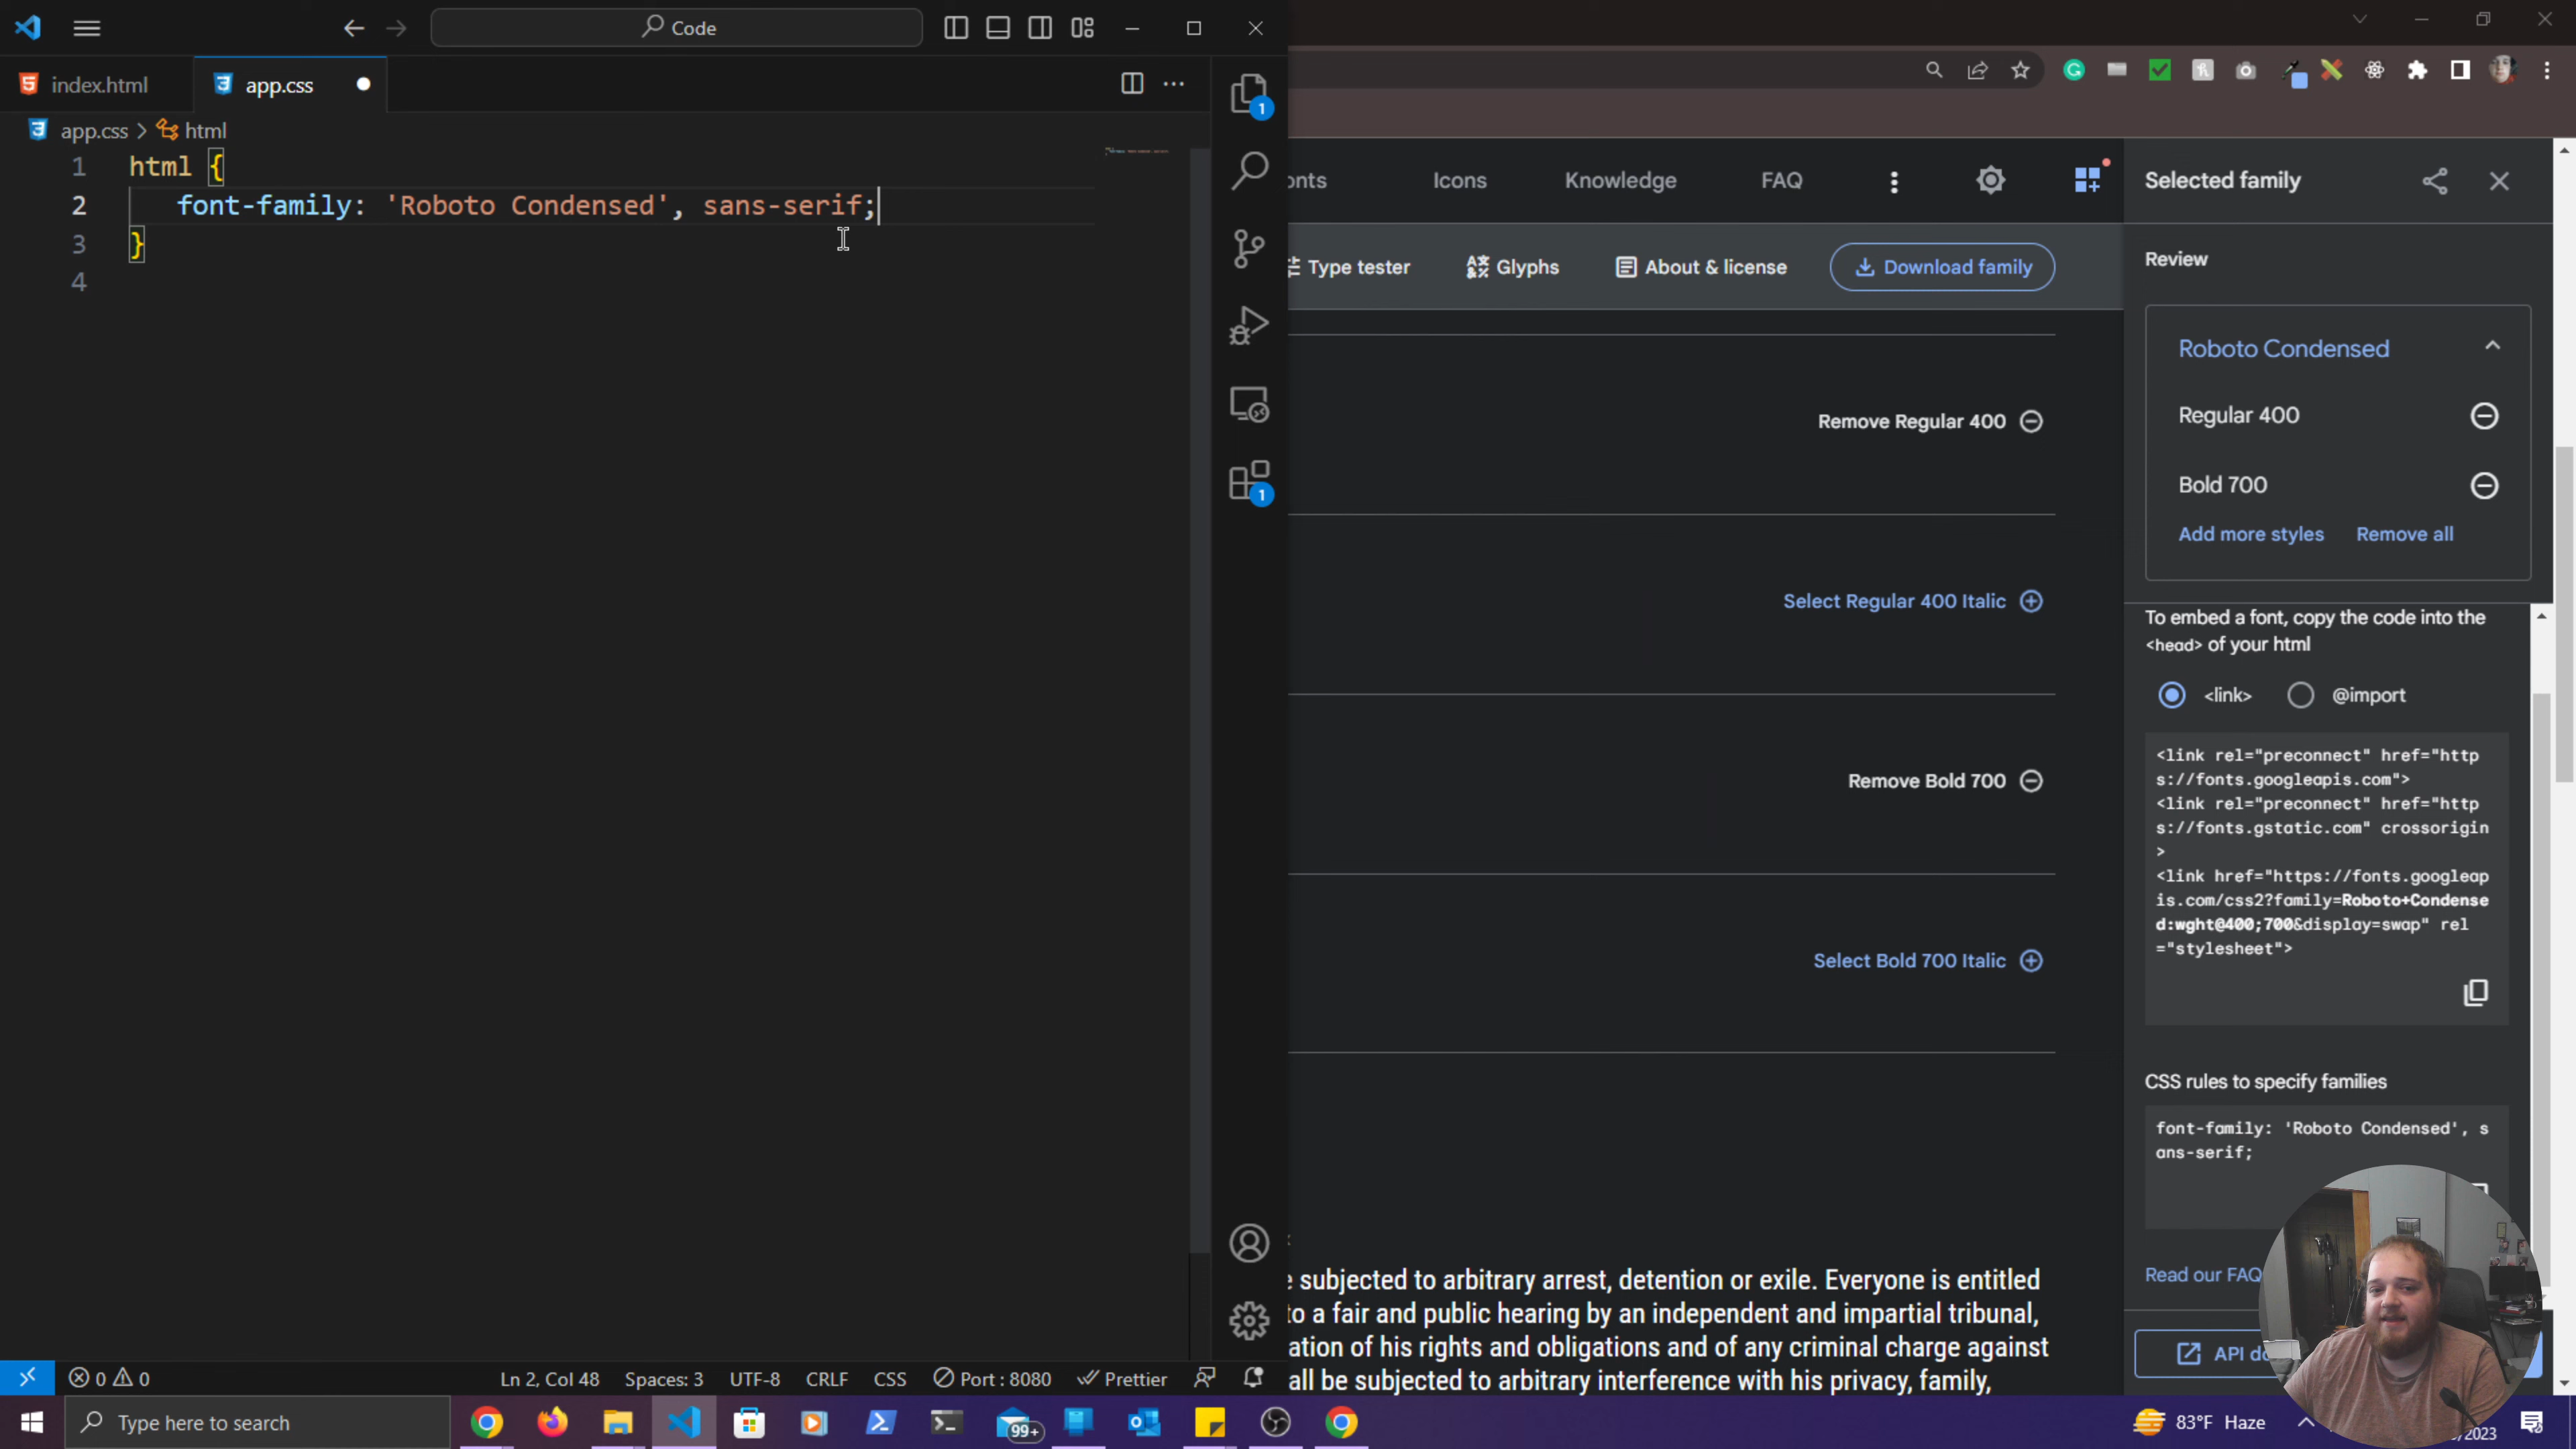 Code
index.html
app.css
app.css > html
1 html {
2 font-family: 'Roboto Condensed', sans-serif;
3 }
4
1
1
0 0
Ln 2, Col 48 Spaces: 3 UTF-8 CRLF CSS Port : 8080 Prettier
onts Icons Knowledge FAQ
Type tester Glyphs About & license Download family
Remove Regular 400
Select Regular 400 Italic
Remove Bold 700
Select Bold 700 Italic
subjected to arbitrary arrest, detention or exile. Everyone is entitled
to a fair and public hearing by an independent and impartial tribunal,
ation of his rights and obligations and of any criminal charge against
all be subjected to arbitrary interference with his privacy, family,
Selected family
Review
Roboto Condensed
Regular 400
Bold 700
Add more styles Remove all
To embed a font, copy the code into the
<head> of your html
<link> @import
<link rel="preconnect" href="http
s://fonts.googleapis.com">
<link rel="preconnect" href="http
s://fonts.gstatic.com" crossorigin
>
<link href="https://fonts.googleap
is.com/css2?family=Roboto+Condense
d:wght@400;700&display=swap" rel
="stylesheet">
CSS rules to specify families
font-family: 'Roboto Condensed', s
ans-serif;
Read our FAQ
API do
Type here to search
99+
83°F Haze
/2023